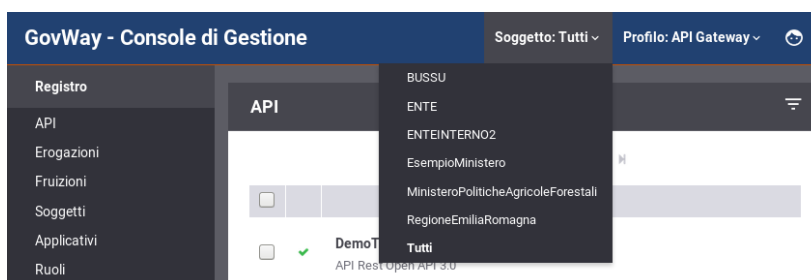 GovWay - Console di Gestione
Soggetto: Tutti
Profilo: API Gateway
Registro
API
Erogazioni
Fruizioni
Soggetti
Applicativi
Ruoli
API
BUSSU
ENTE
ENTEINTERNO2
EsempioMinistero
MinisteroPoliticheAgricoleForestali
RegioneEmiliaRomagna
Tutti
API Rest Open API 3.0